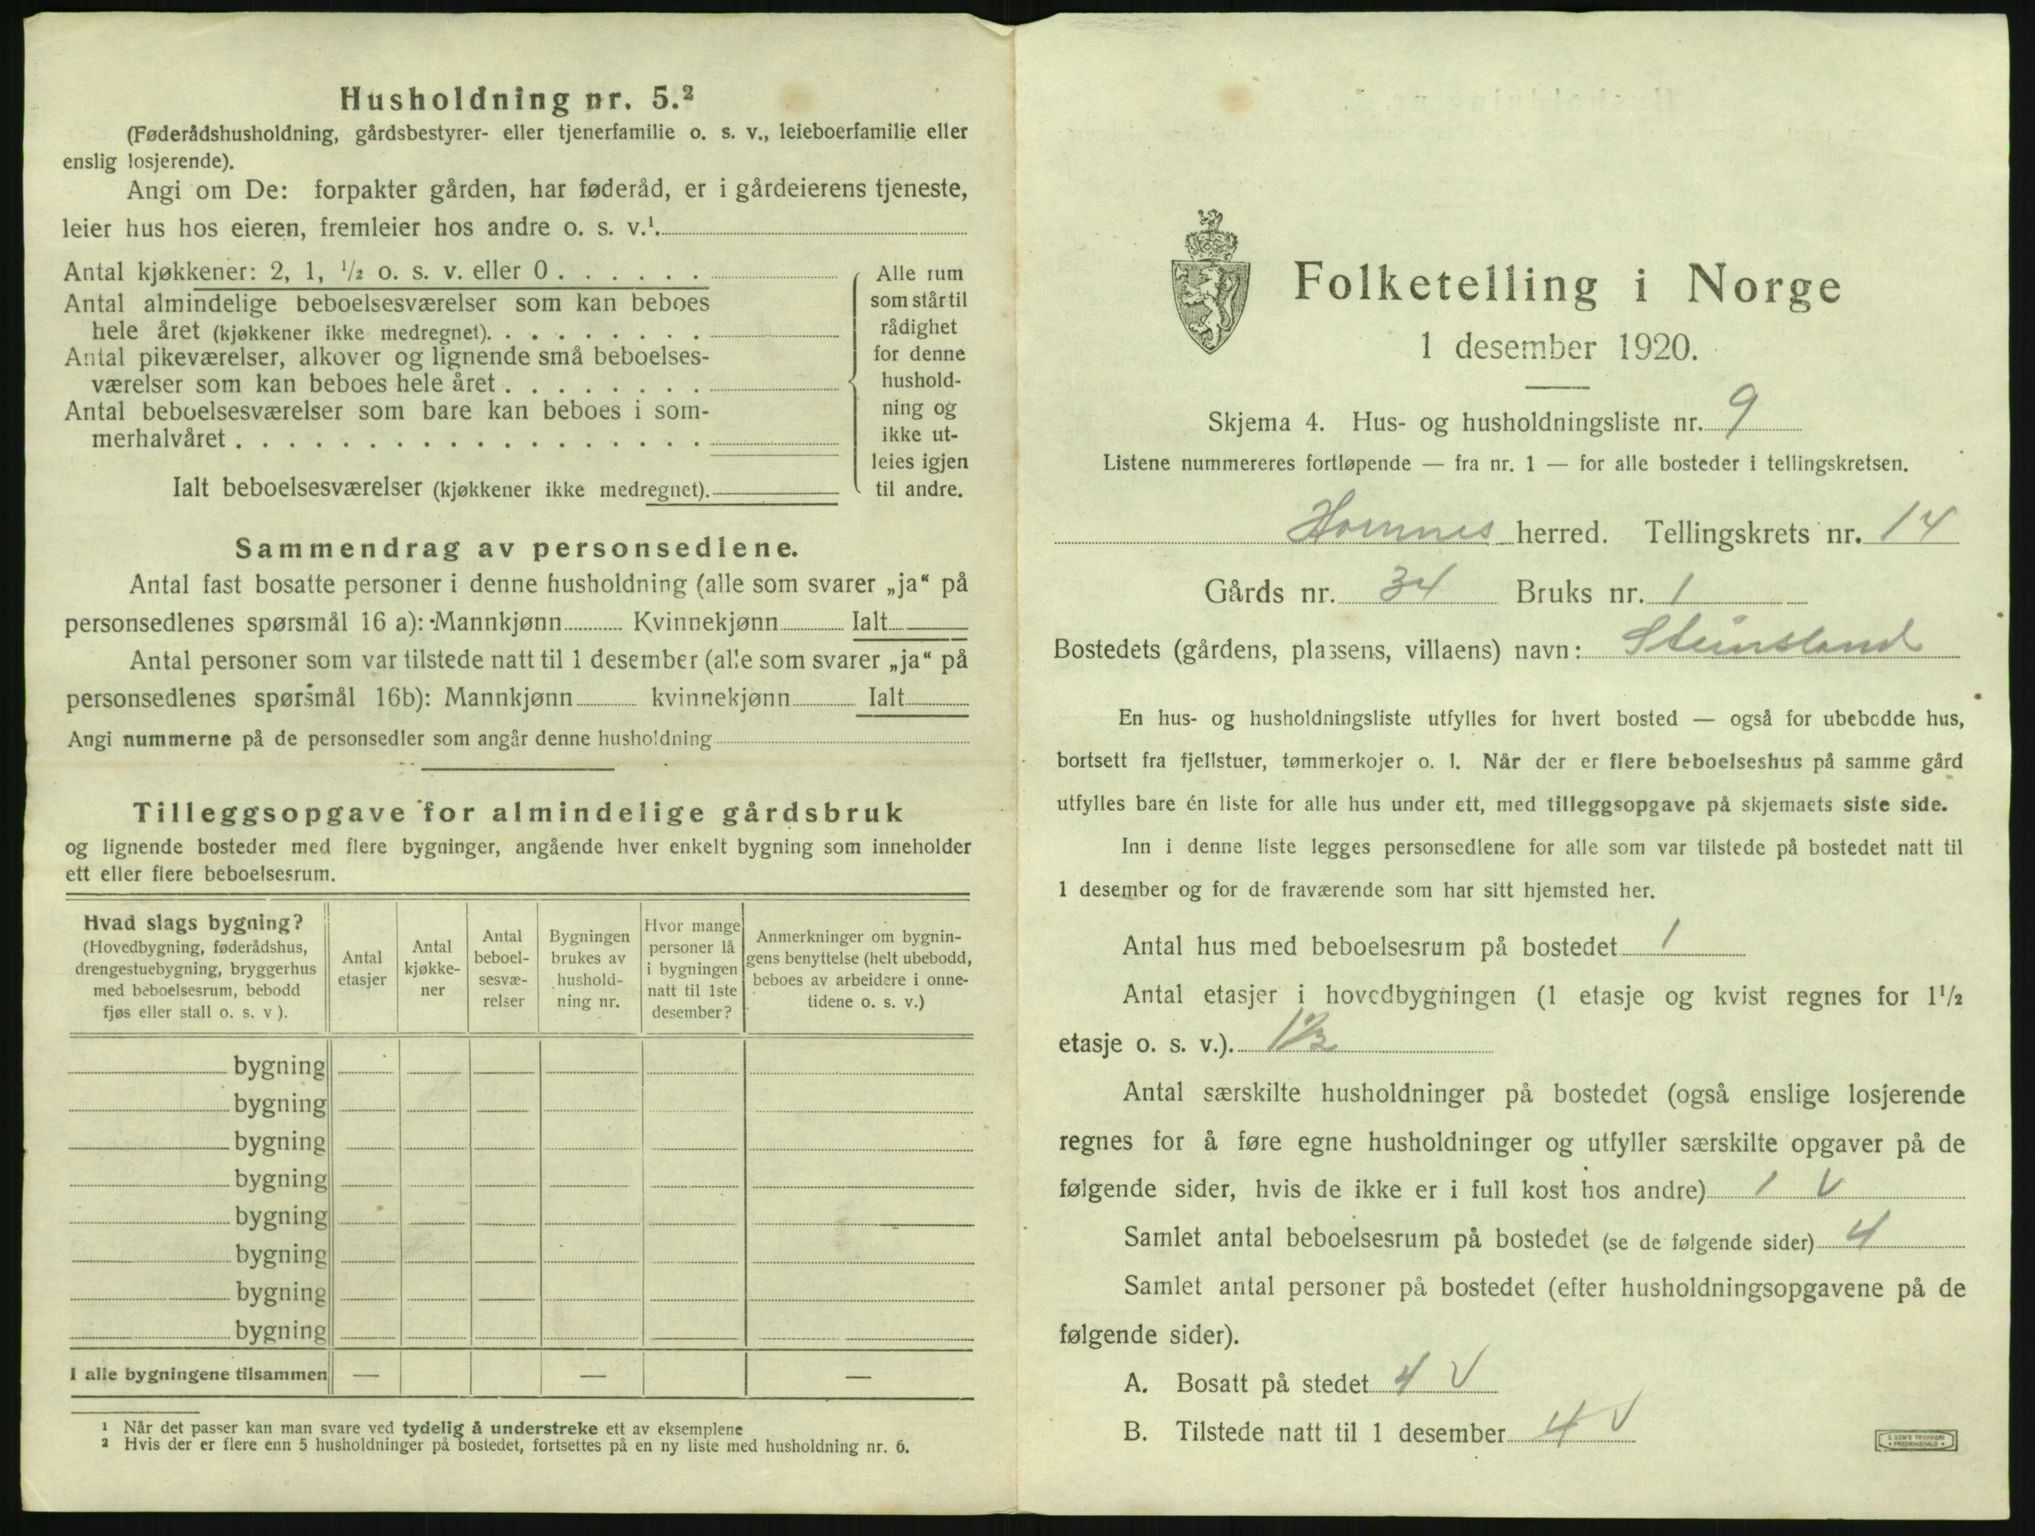 Husholdning nr. 5.²
(Føderådshusholdning, gårdsbestyrer- eller tjenerfamilie o. s. v., leieboerfamilie eller
enslig losjerende).
Angi om De: forpakter gården, har føderåd, er i gårdeierens tjeneste,
leier hus hos eieren, fremleier hos andre o. s. v.¹.
Antal kjøkkener: 2, 1, ½ o. s. v. eller 0 . . . . . .
Antal almindelige beboelsesværelser som kan beboes
hele året (kjøkkener ikke medregnet). . . . . . . . .
Antal pikeværelser, alkover og lignende små beboelses-
værelser som kan beboes hele året . . . . . . . .
Antal beboelsesværelser som bare kan beboes i som-
merhalvåret . . . . . . . . . . . . . . . . . .
Ialt beboelsesværelser (kjøkkener ikke medregnet).
Alle rum
som står til
rådighet
for denne
hushold-
ning og
ikke ut-
leies igjen
til andre.
Sammendrag av personsedlene.
Antal fast bosatte personer i denne husholdning (alle som svarer „ja“ på
personsedlenes spørsmål 16 a): Mannkjønn Kvinnekjønn Ialt
Antal personer som var tilstede natt til 1 desember (alle som svarer „ja“ på
personsedlenes spørsmål 16b): Mannkjønn kvinnekjønn Ialt
Angi nummerne på de personsedler som angår denne husholdning
Tilleggsopgave for almindelige gårdsbruk
og lignende bosteder med flere bygninger, angående hver enkelt bygning som inneholder
ett eller flere beboelsesrum.
Hvad slags bygning?
(Hovedbygning, føderådshus,
drengestuebygning, bryggerhus
med beboelsesrum, bebodd
fjøs eller stall o. s. v ).
Antal
etasjer
Antal
kjøkke-
ner
Antal
beboel-
sesvæ-
relser
Bygningen
brukes av
hushold-
ning nr.
Hvor mange
personer lå
i bygningen
natt til 1ste
desember?
Anmerkninger om bygnin-
gens benyttelse (helt ubebodd,
beboes av arbeidere i onne-
tidene o. s. v.)
bygning
bygning
bygning
bygning
bygning
bygning
bygning
bygning
I alle bygningene tilsammen — — —
¹ Når det passer kan man svare ved tydelig å understreke ett av eksemplene
² Hvis der er flere enn 5 husholdninger på bostedet, fortsettes på en ny liste med husholdning nr. 6.
Folketelling i Norge
1 desember 1920.
Skjema 4. Hus- og husholdningsliste nr. 9
Listene nummereres fortløpende — fra nr. 1 — for alle bosteder i tellingskretsen.
Hornnes herred. Tellingskrets nr. 14
Gårds nr. 34 Bruks nr. 1
Bostedets (gårdens, plassens, villaens) navn: Steinsland
En hus- og husholdningsliste utfylles for hvert bosted — også for ubebodde hus,
bortsett fra fjellstuer, tømmerkojer o. l. Når der er flere beboelseshus på samme gård
utfylles bare én liste for alle hus under ett, med tilleggsopgave på skjemaets siste side.
Inn i denne liste legges personsedlene for alle som var tilstede på bostedet natt til
1 desember og for de fraværende som har sitt hjemsted her.
Antal hus med beboelsesrum på bostedet 1
Antal etasjer i hovedbygningen (1 etasje og kvist regnes for 1½
etasje o. s. v.). 1½
Antal særskilte husholdninger på bostedet (også enslige losjerende
regnes for å føre egne husholdninger og utfyller særskilte opgaver på de
følgende sider, hvis de ikke er i full kost hos andre) 1 V
Samlet antal beboelsesrum på bostedet (se de følgende sider) 4
Samlet antal personer på bostedet (efter husholdningsopgavene på de
følgende sider).
A. Bosatt på stedet 4 V
B. Tilstede natt til 1 desember 4 V